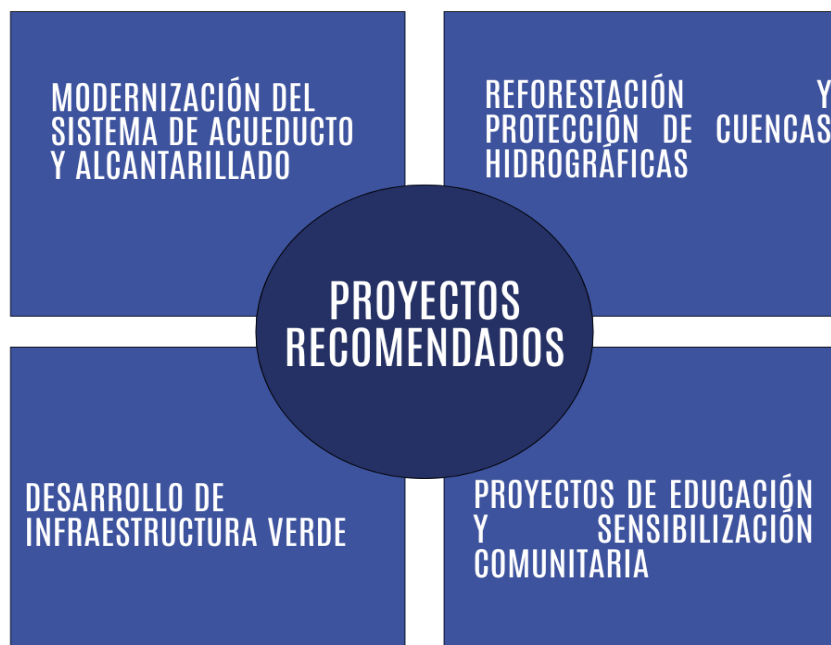 MODERNIZACIÓN DEL
SISTEMA DE ACUEDUCTO
Y ALCANTARILLADO
REFORESTACIÓN Y
PROTECCIÓN DE CUENCAS
HIDROGRÁFICAS
PROYECTOS
RECOMENDADOS
DESARROLLO DE
INFRAESTRUCTURA VERDE
PROYECTOS DE EDUCACIÓN
Y SENSIBILIZACIÓN
COMUNITARIA